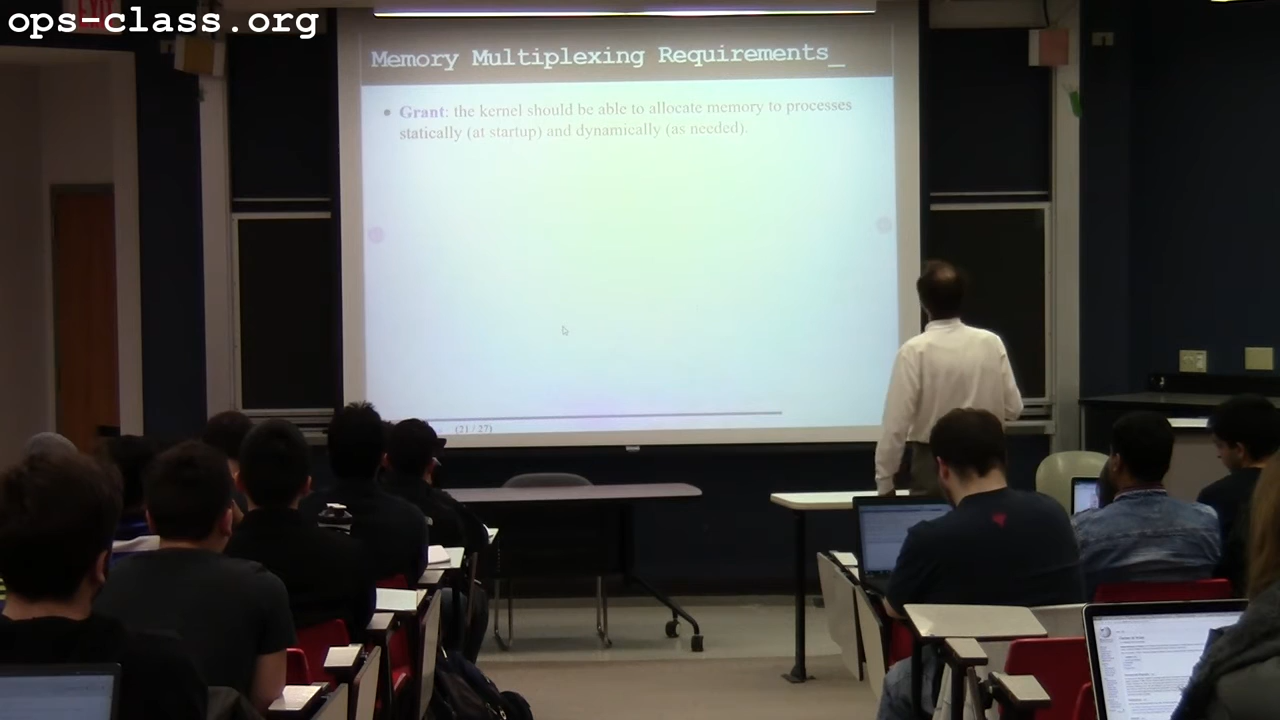 ops-class.org
EXIT
Memory Multiplexing Requirements_
• Grant: the kernel should be able to allocate memory to processes
statically (at startup) and dynamically (as needed).
(21 / 27)